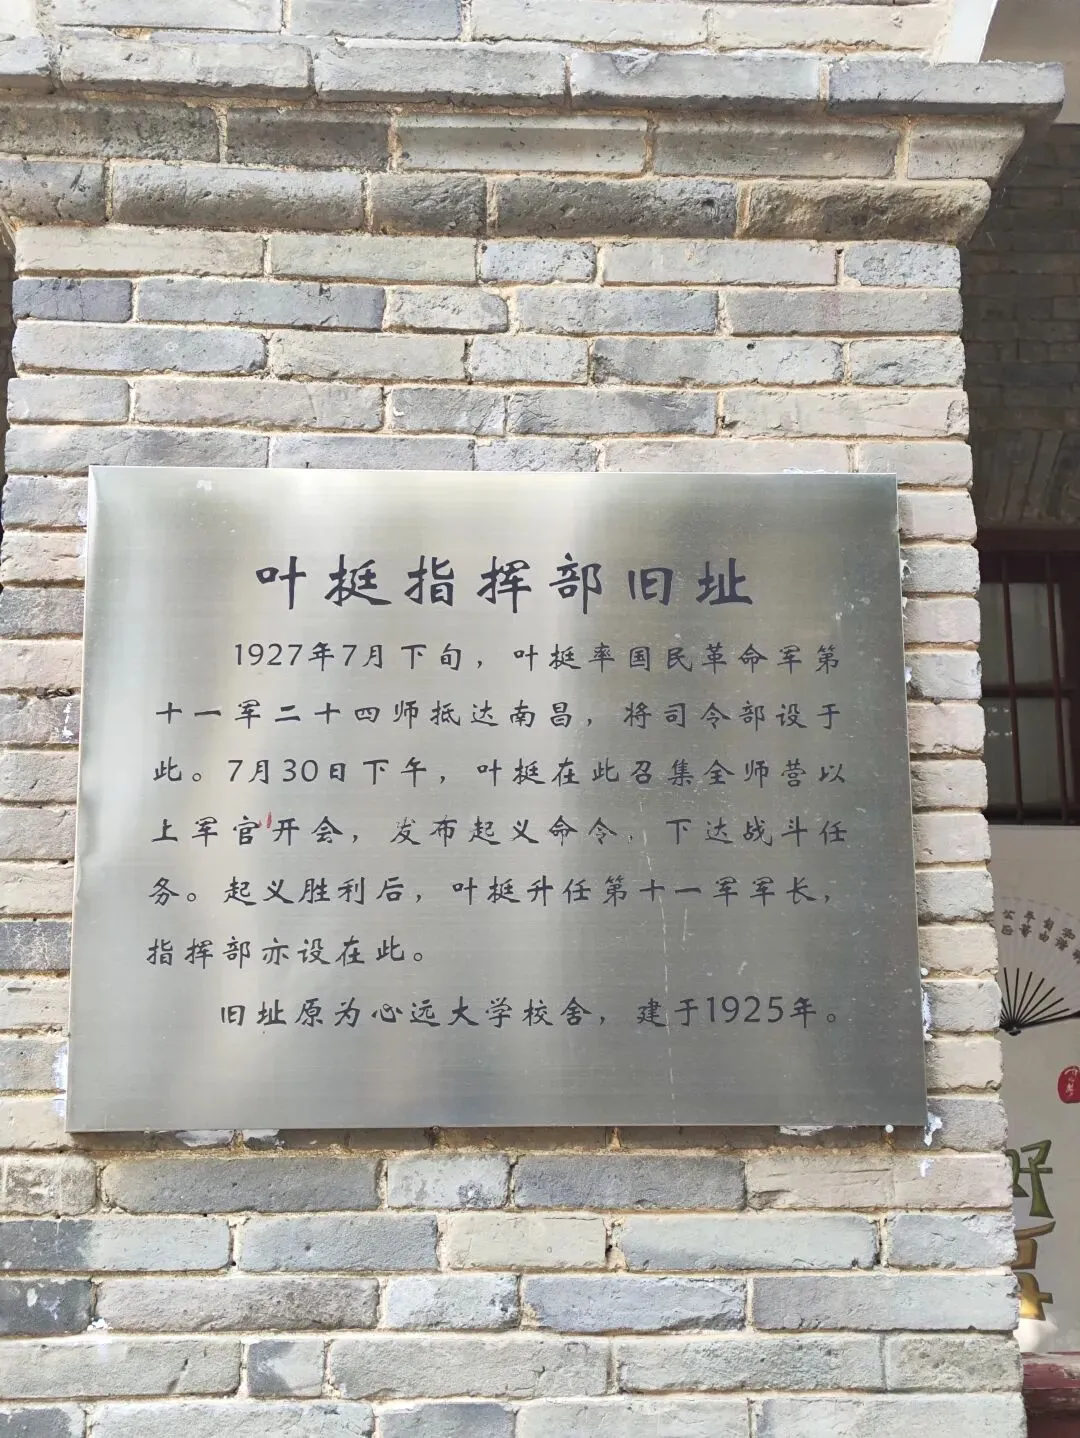 叶挺指挥部旧址
1927年7月下旬，叶挺率国民革命军第
十一军二十四师抵达南昌，将司令部设于
此。7月30日下午，叶挺在此召集全师营以
上军官开会，发布起义命令，下达战斗任
务。起义胜利后，叶挺升任第十一军军长，
指挥部亦设在此。
旧址原为心远大学校舍，建于1925年。